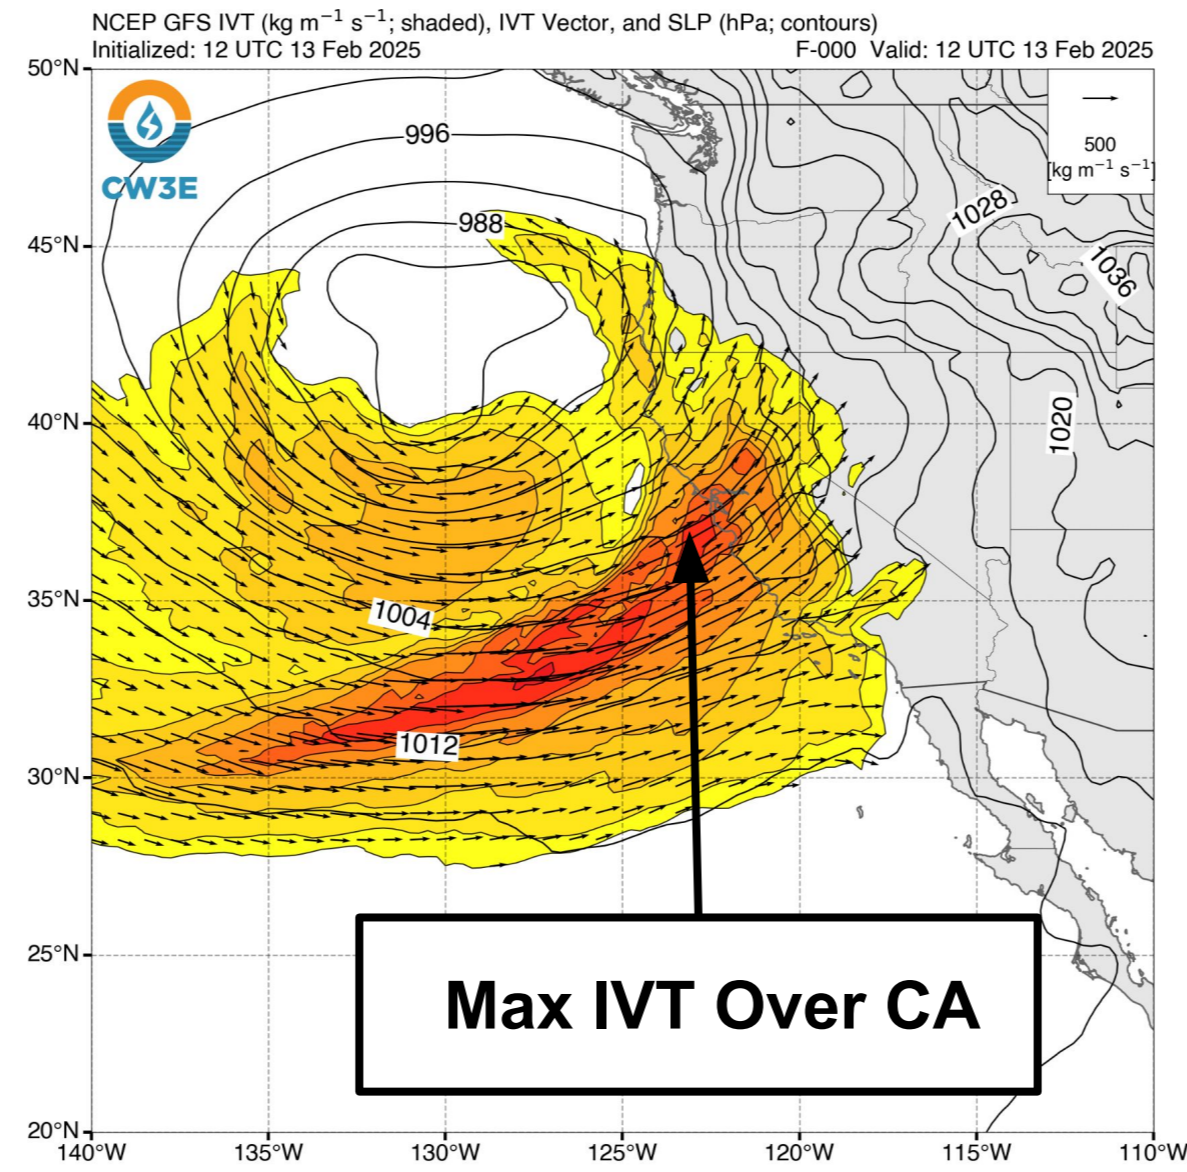 NCEP GFS IVT (kg m⁻¹ s⁻¹; shaded), IVT Vector, and SLP (hPa; contours)
Initialized: 12 UTC 13 Feb 2025 F-000 Valid: 12 UTC 13 Feb 2025
50°N
CW3E
996
500
[kg m⁻¹ s⁻¹]
1028
988
45°N
1036
1020
40°N
35°N
1004
1012
30°N
25°N
Max IVT Over CA
20°N
140°W 135°W 130°W 125°W 120°W 115°W 110°W